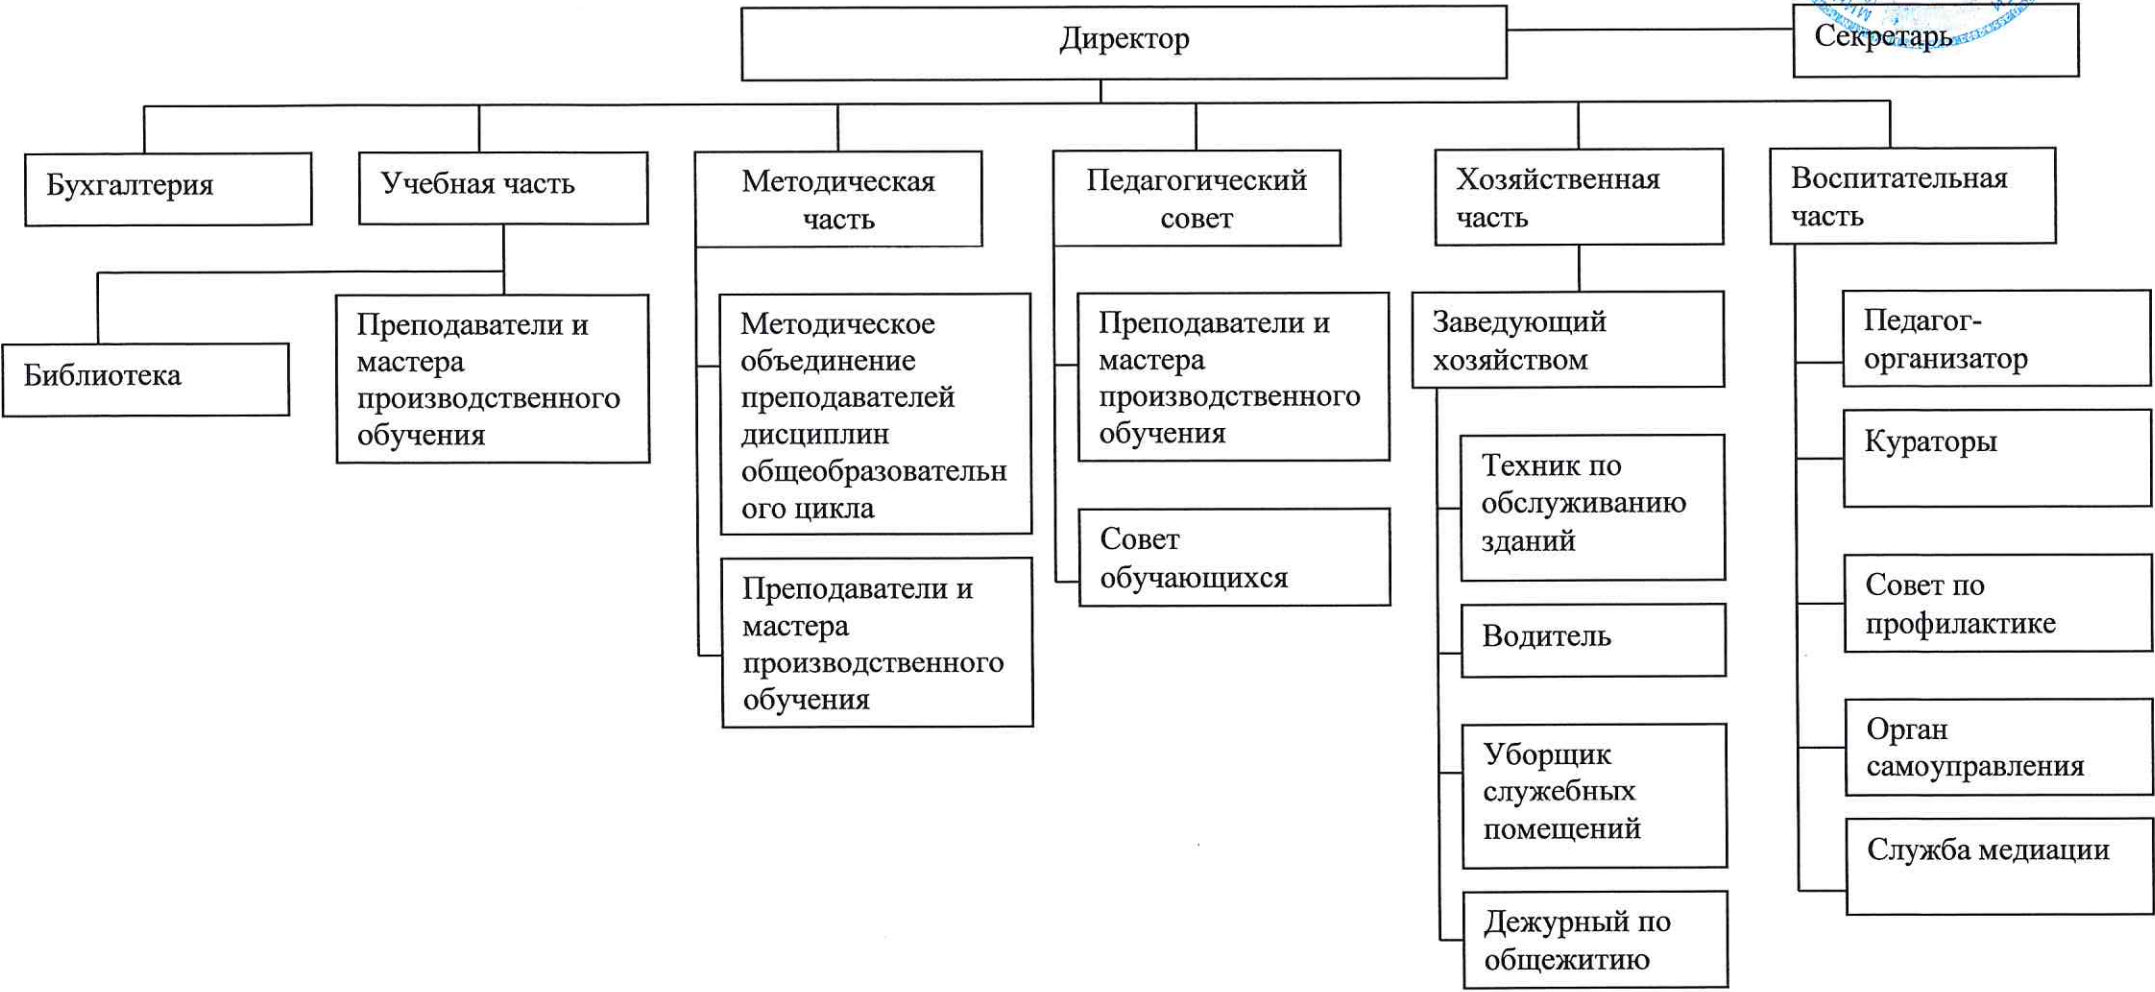 Директор
Секретарь
Бухгалтерия
Учебная часть
Методическая
часть
Педагогический
совет
Хозяйственная
часть
Воспитательная
часть
Библиотека
Преподаватели и
мастера
производственного
обучения
Методическое
объединение
преподавателей
дисциплин
общеобразовательн
ого цикла
Преподаватели и
мастера
производственного
обучения
Преподаватели и
мастера
производственного
обучения
Совет
обучающихся
Заведующий
хозяйством
Техник по
обслуживанию
зданий
Водитель
Уборщик
служебных
помещений
Дежурный по
общежитию
Педагог-
организатор
Кураторы
Совет по
профилактике
Орган
самоуправления
Служба медиации